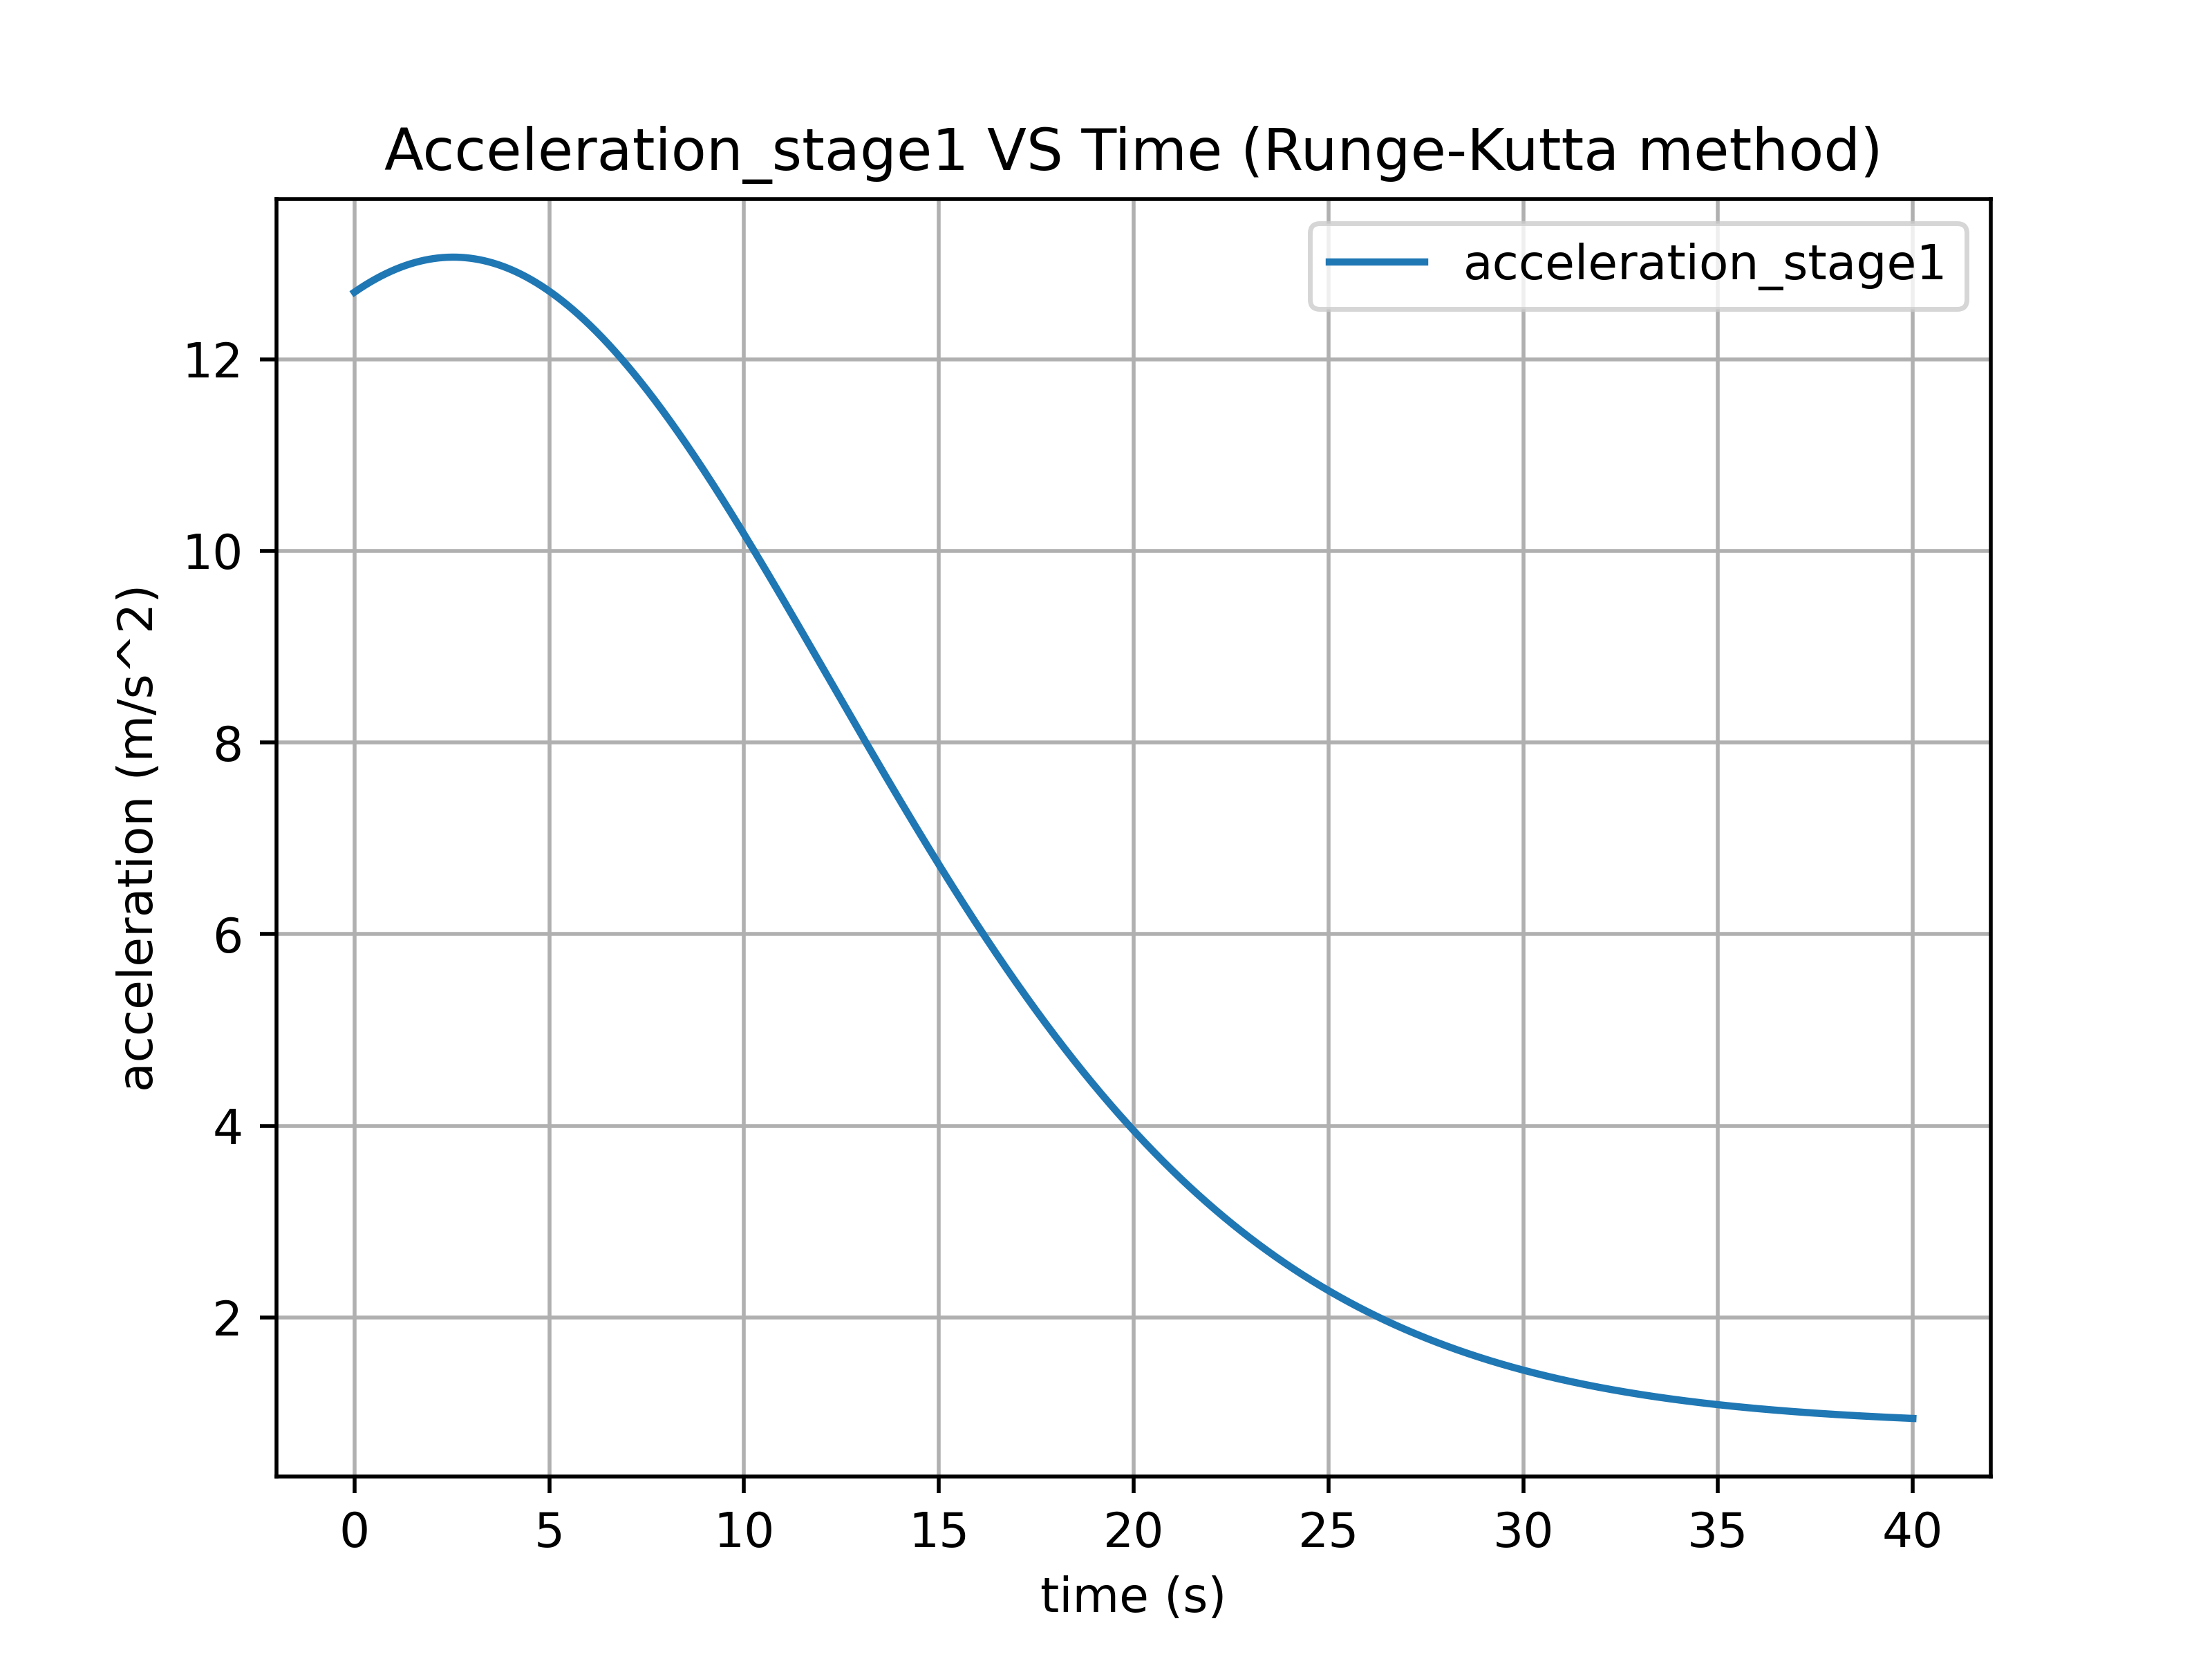 Acceleration_stage1 VS Time (Runge-Kutta method)
acceleration_stage1
acceleration (m/s^2)
12
10
8
6
4
2
0 5 10 15 20 25 30 35 40
time (s)